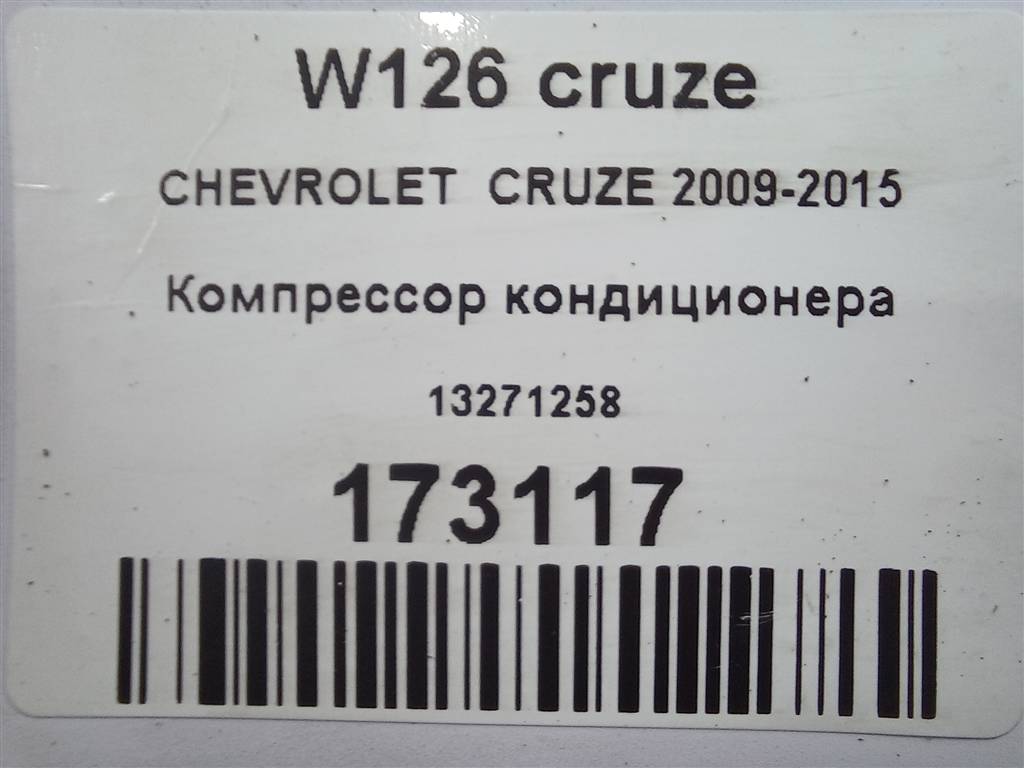 W126 cruze
CHEVROLET CRUZE 2009-2015
Компрессор кондиционера
13271258
173117